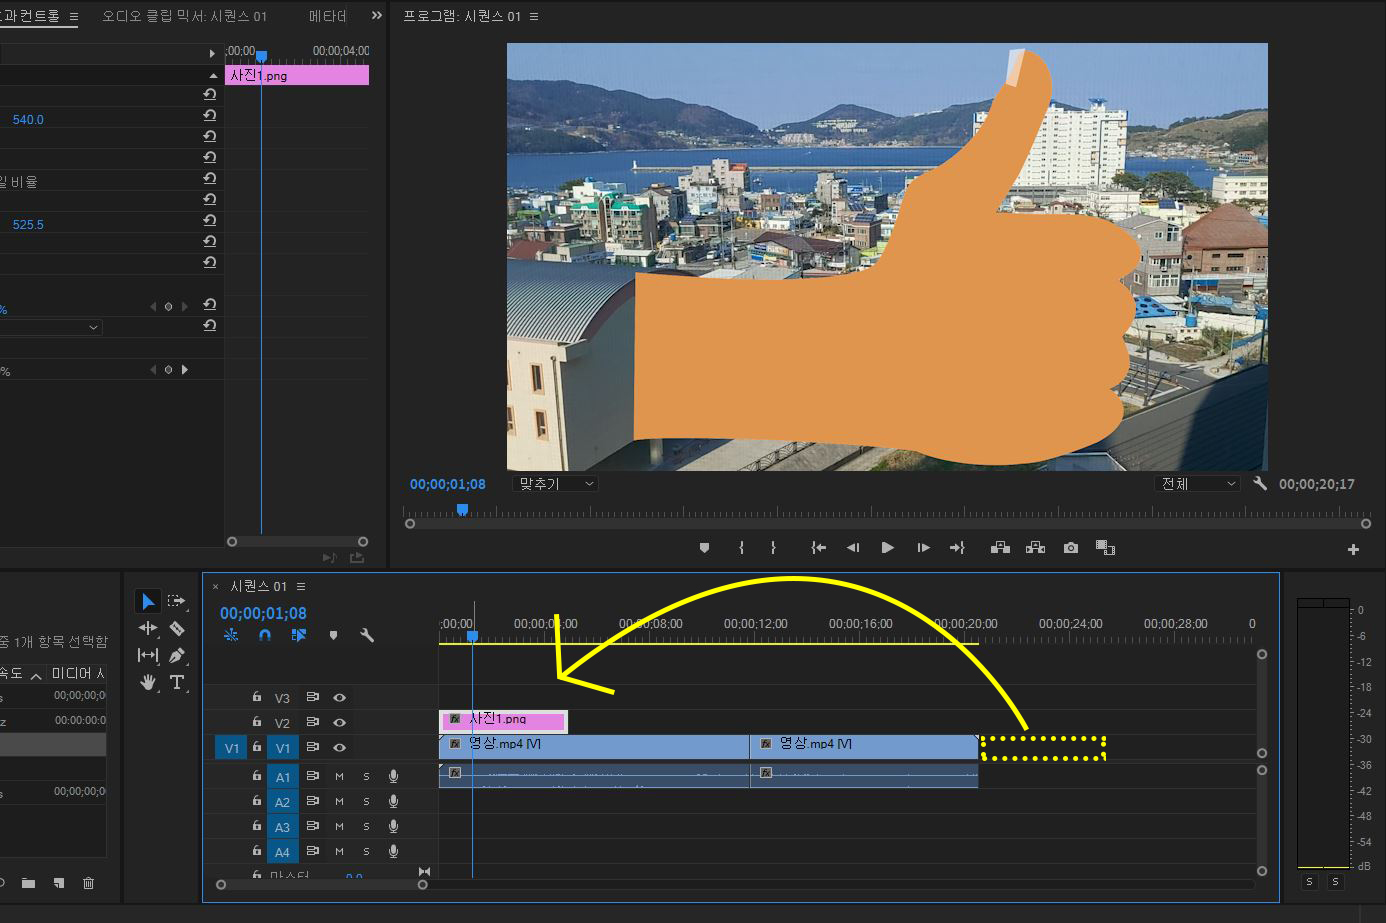 과 컨트롤
오디오 클립 믹서: 시퀀스 01
메타데
프로그램: 시퀀스 01
;00;00
00;00;04;00
사진1.png
540.0
일 비율
525.5
%
%
00;00;01;08
맞추기
전체
00;00;20;17
시퀀스 01
00;00;01;08
;00;00
00;00;04;00
00;00;08;00
00;00;12;00
00;00;16;00
00;00;20;00
00;00;24;00
00;00;28;00
0
중 1개 항목 선택함
속도
미디어 시
00;00;00;0
00:00:00:0
00;00;00;0
V3
V2
fx 사진1.png
V1
V1
fx 영상.mp4 [V]
fx 영상.mp4 [V]
A1
M
S
fx
fx
A2
M
S
A3
M
S
A4
M
S
마스터
0.0
0
-6
-12
-18
-24
-30
-36
-42
-48
-54
dB
S
S